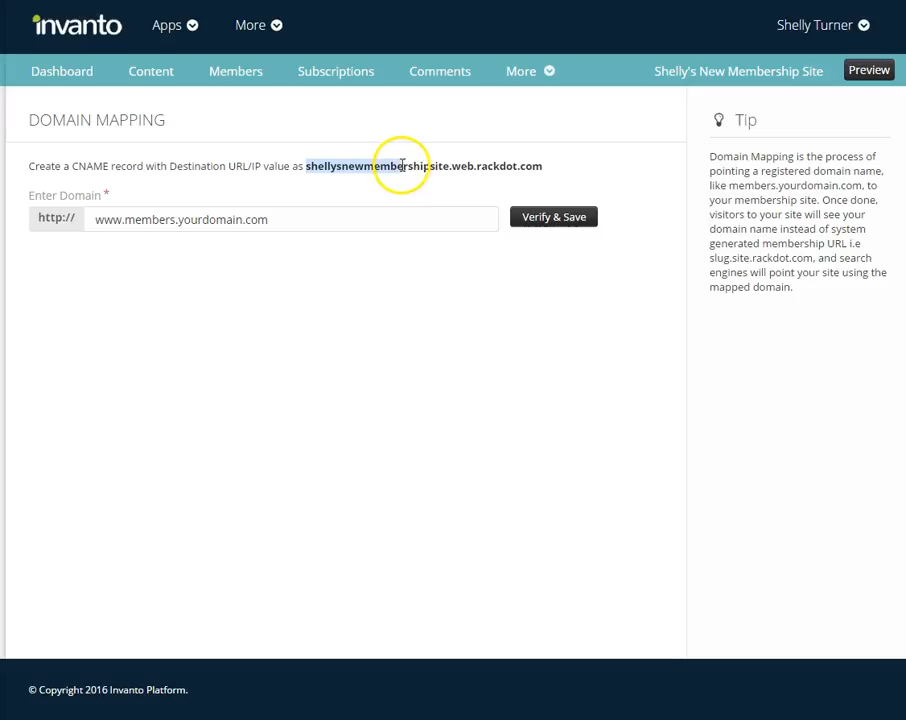 invanto Apps More Shelly Turner
Dashboard Content Members Subscriptions Comments More Shelly's New Membership Site Preview
DOMAIN MAPPING
Create a CNAME record with Destination URL/IP value as shellysnewmembershipsite.web.rackdot.com
Enter Domain *
http:// www.members.yourdomain.com Verify & Save
Tip
Domain Mapping is the process of
pointing a registered domain name,
like members.yourdomain.com, to
your membership site. Once done,
visitors to your site will see your
domain name instead of system
generated membership URL i.e
slug.site.rackdot.com, and search
engines will point your site using the
mapped domain.
© Copyright 2016 Invanto Platform.